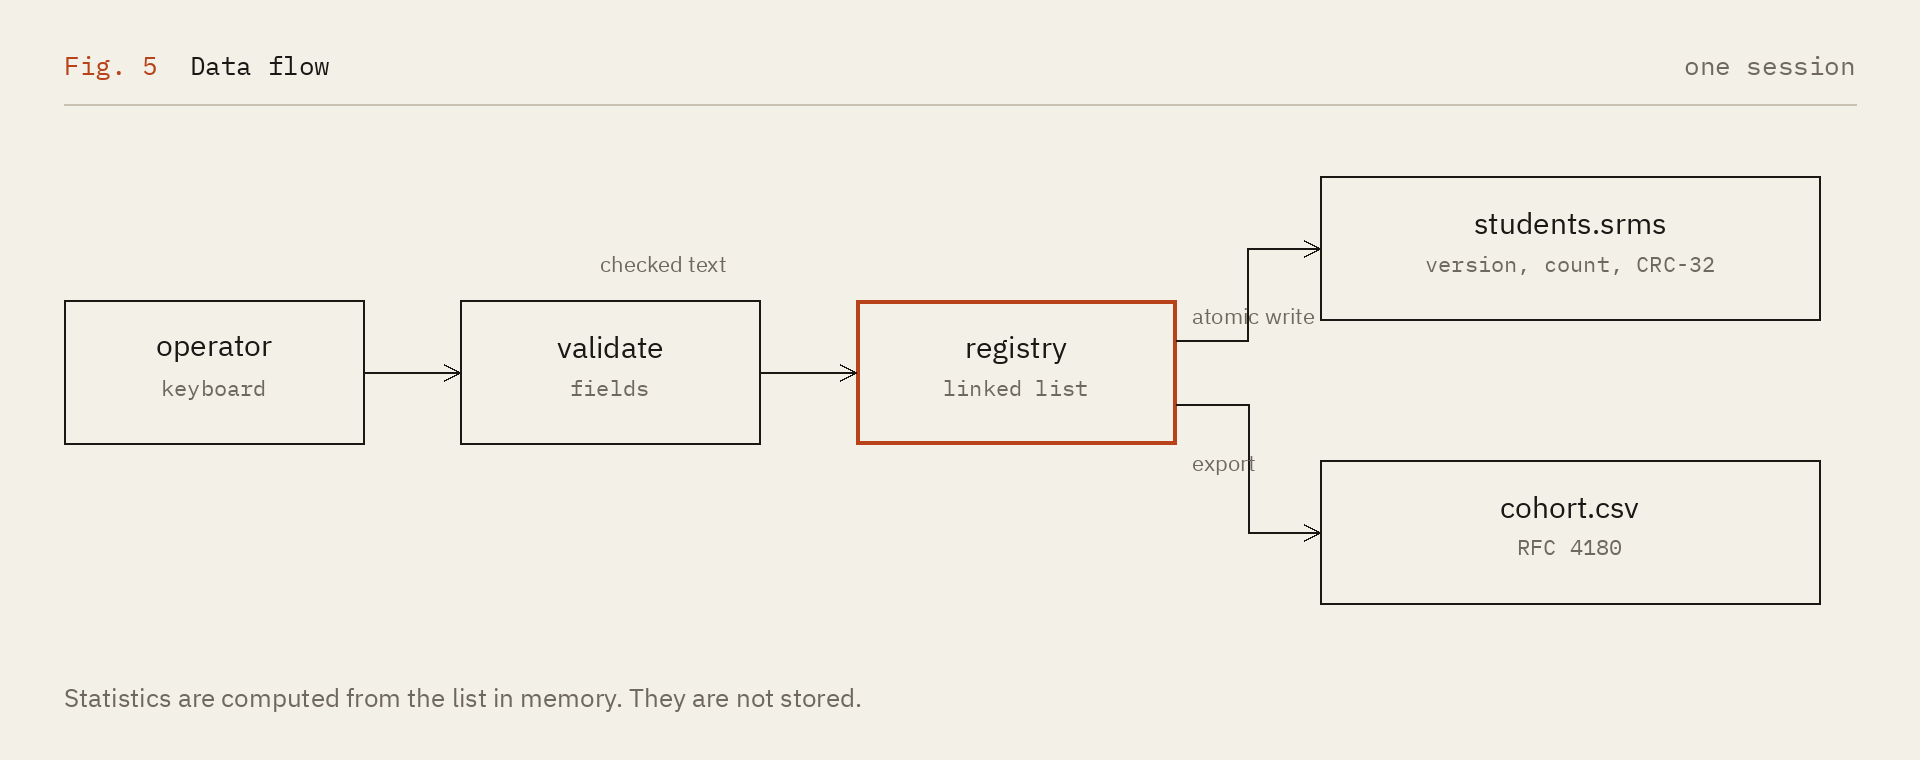 Fig. 5 Data flow
one session
students.srms
version, count, CRC-32
checked text
atomic write
operator
keyboard
validate
fields
registry
linked list
export
cohort.csv
RFC 4180
Statistics are computed from the list in memory. They are not stored.